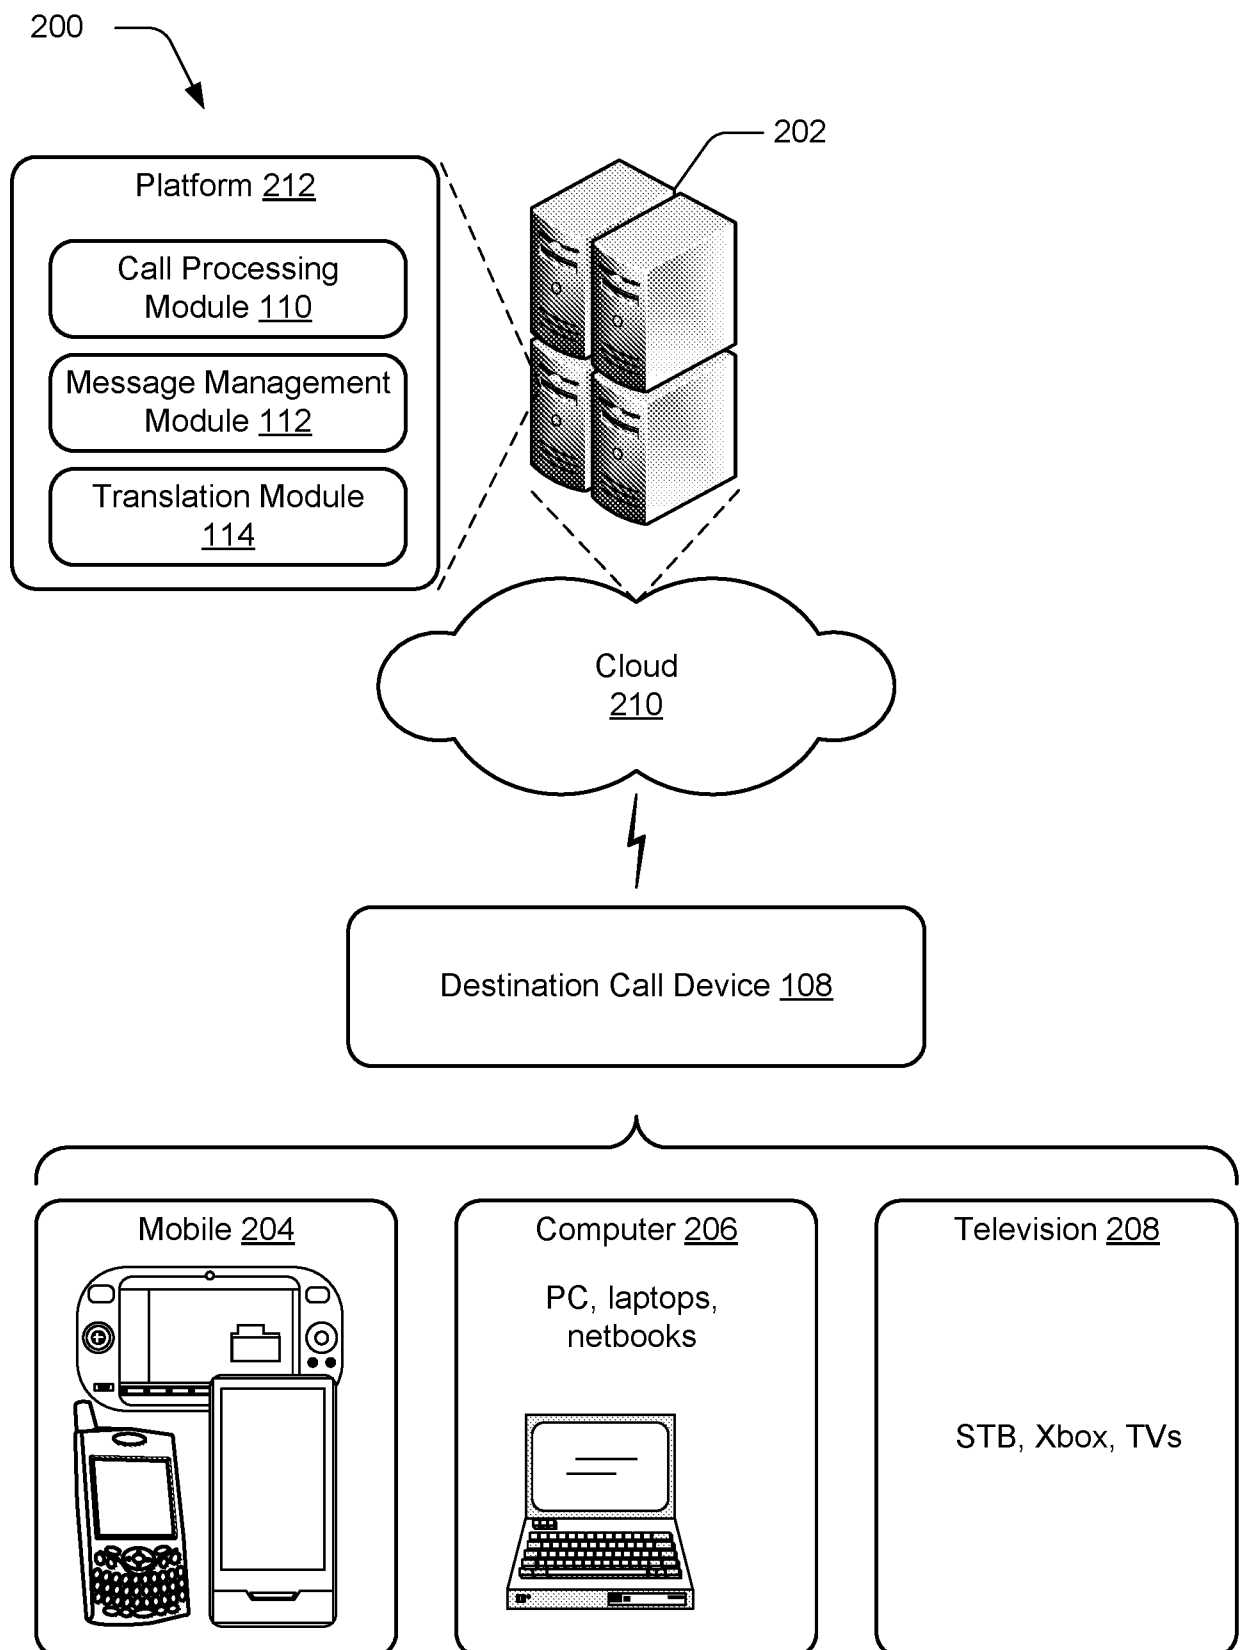 200
202
Platform 212
Call Processing
Module 110
Message Management
Module 112
Translation Module
114
Cloud
210
Destination Call Device 108
Mobile 204
Computer 206
PC, laptops,
netbooks
Television 208
STB, Xbox, TVs